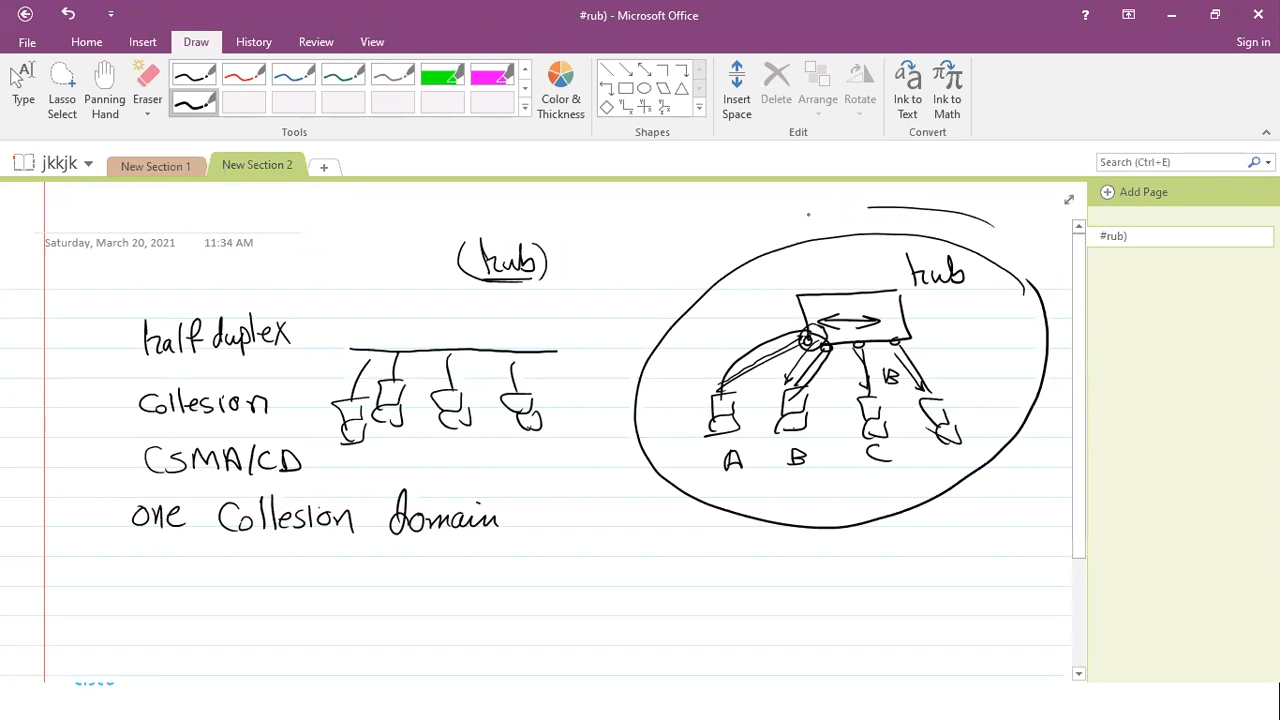 #rub) - Microsoft Office
?
File
Home
Insert
Draw
History
Review
View
Sign in
Type
Lasso Select
Panning Hand
Eraser
Color & Thickness
Insert Space
Delete
Arrange
Rotate
Ink to Text
Ink to Math
Tools
Shapes
Edit
Convert
jkkjk
New Section 1
New Section 2
Search (Ctrl+E)
Add Page
#rub)
Saturday, March 20, 2021 11:34 AM
(hub)
hub
half duplex
Collesion
B
CSMA/CD
A B C
one Collesion domain
cisco